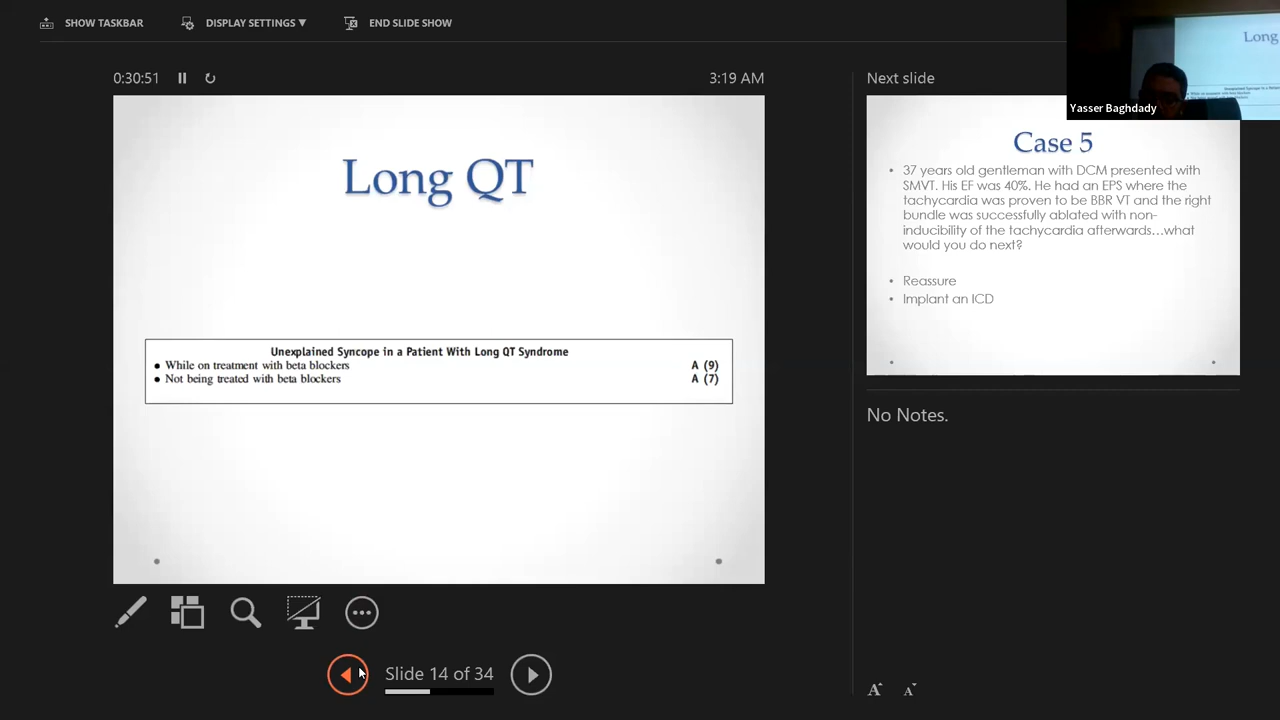 SHOW TASKBAR
DISPLAY SETTINGS ▼
END SLIDE SHOW
0:30:51
3:19 AM
Long QT
Unexplained Syncope in a Patient With Long QT Syndrome
• While on treatment with beta blockers A (9)
• Not being treated with beta blockers A (7)
Slide 14 of 34
Next slide
Long
Yasser Baghdady
Case 5
• 37 years old gentleman with DCM presented with
SMVT. His EF was 40%. He had an EPS where the
tachycardia was proven to be BBR VT and the right
bundle was successfully ablated with non-
inducibility of the tachycardia afterwards…what
would you do next?
• Reassure
• Implant an ICD
No Notes.
A A